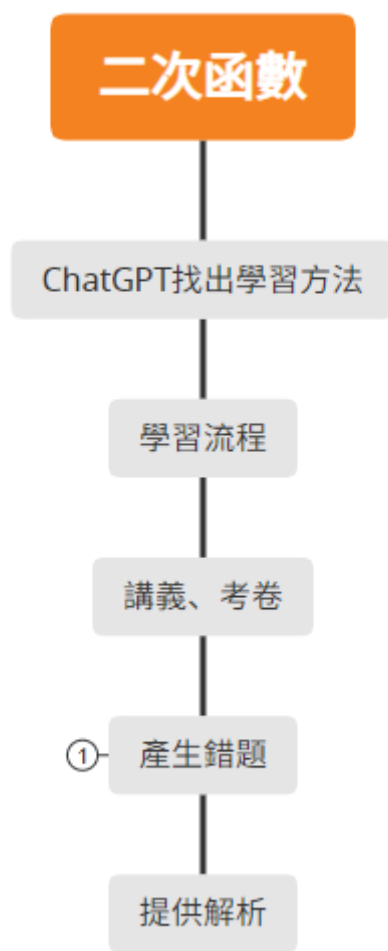 二次函數
ChatGPT找出學習方法
學習流程
講義、考卷
1
產生錯題
提供解析